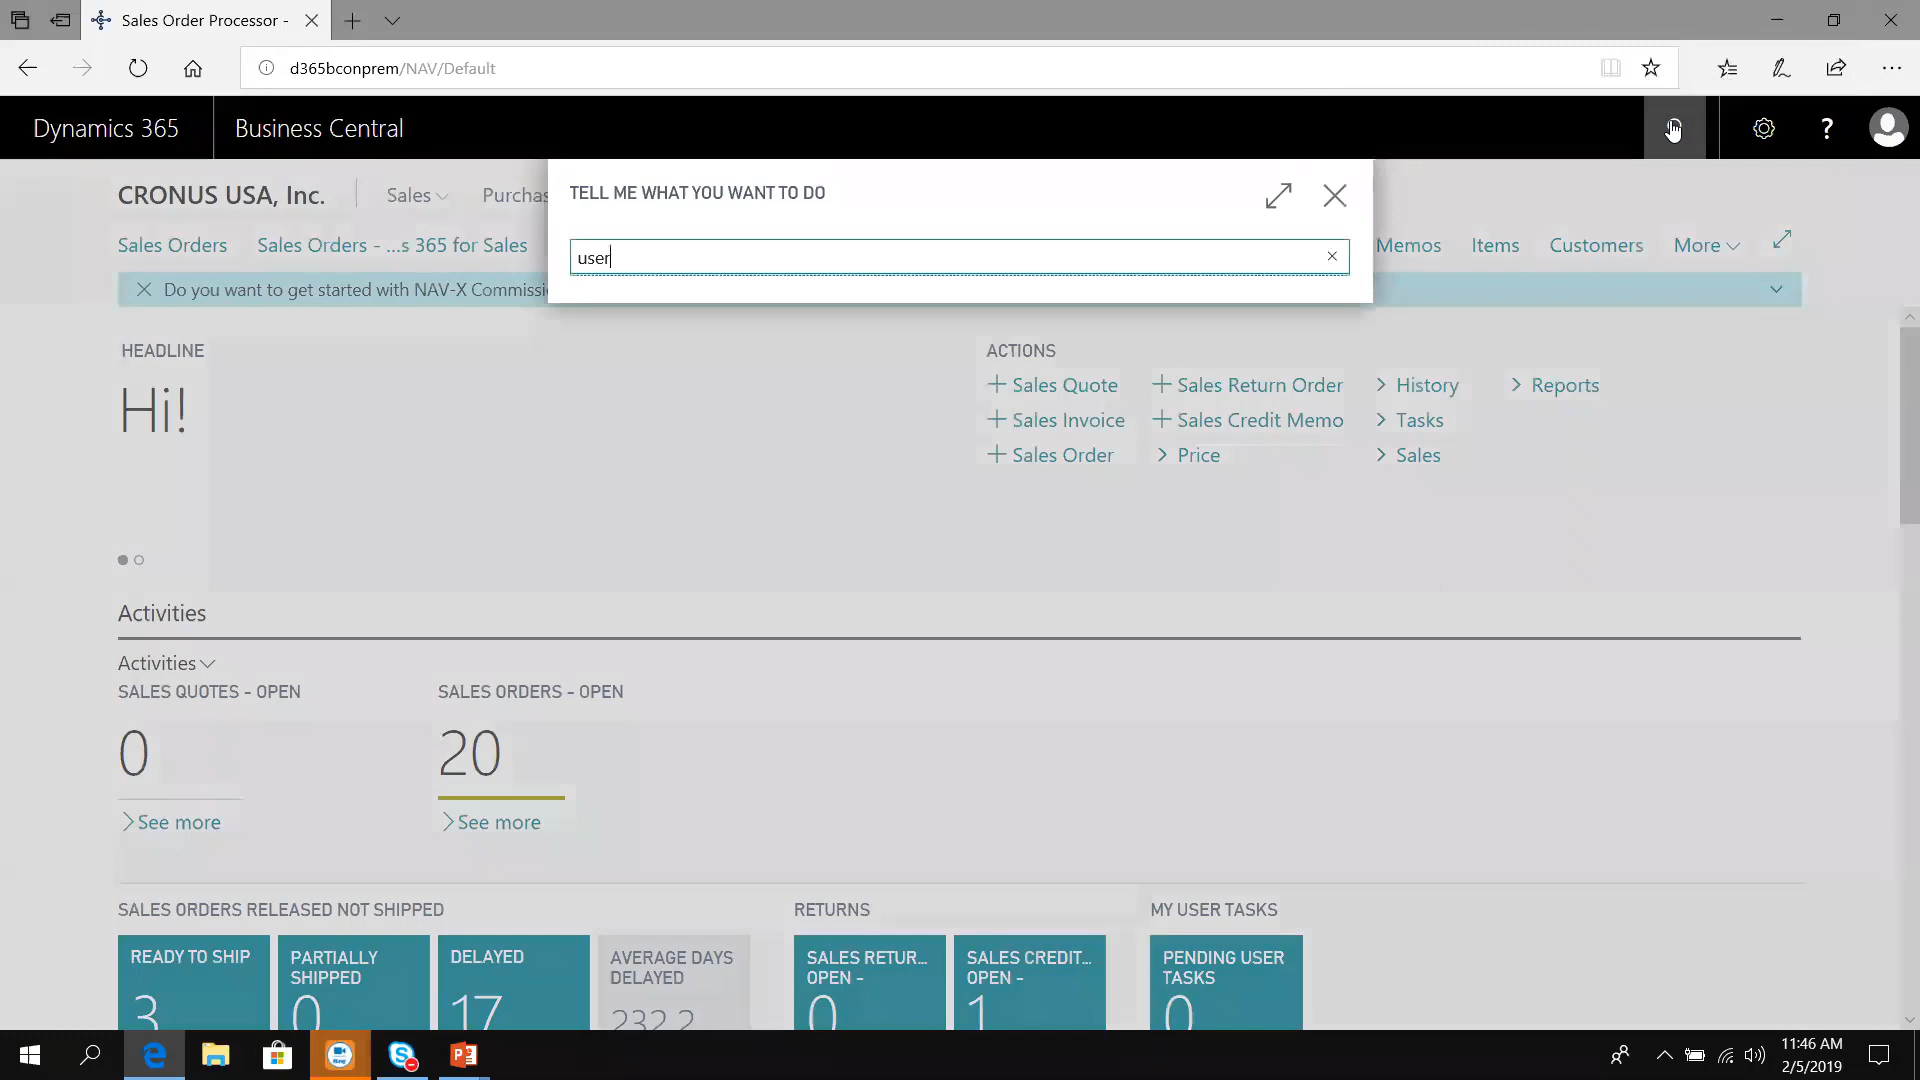 Sales Order Processor -
d365bconprem/NAV/Default
Dynamics 365
Business Central
?
TELL ME WHAT YOU WANT TO DO
user
CRONUS USA, Inc.
Sales
Purchas
Sales Orders
Sales Orders - ...s 365 for Sales
Memos
Items
Customers
More
Do you want to get started with NAV-X Commissi
HEADLINE
Hi!
ACTIONS
Sales Quote
Sales Return Order
History
Reports
Sales Invoice
Sales Credit Memo
Tasks
Sales Order
Price
Sales
Activities
Activities
SALES QUOTES - OPEN
SALES ORDERS - OPEN
0
20
See more
See more
SALES ORDERS RELEASED NOT SHIPPED
RETURNS
MY USER TASKS
READY TO SHIP
3
PARTIALLY
SHIPPED
0
DELAYED
17
AVERAGE DAYS
DELAYED
232.2
SALES RETUR...
OPEN -
0
SALES CREDIT...
OPEN -
1
PENDING USER
TASKS
0
11:46 AM
2/5/2019